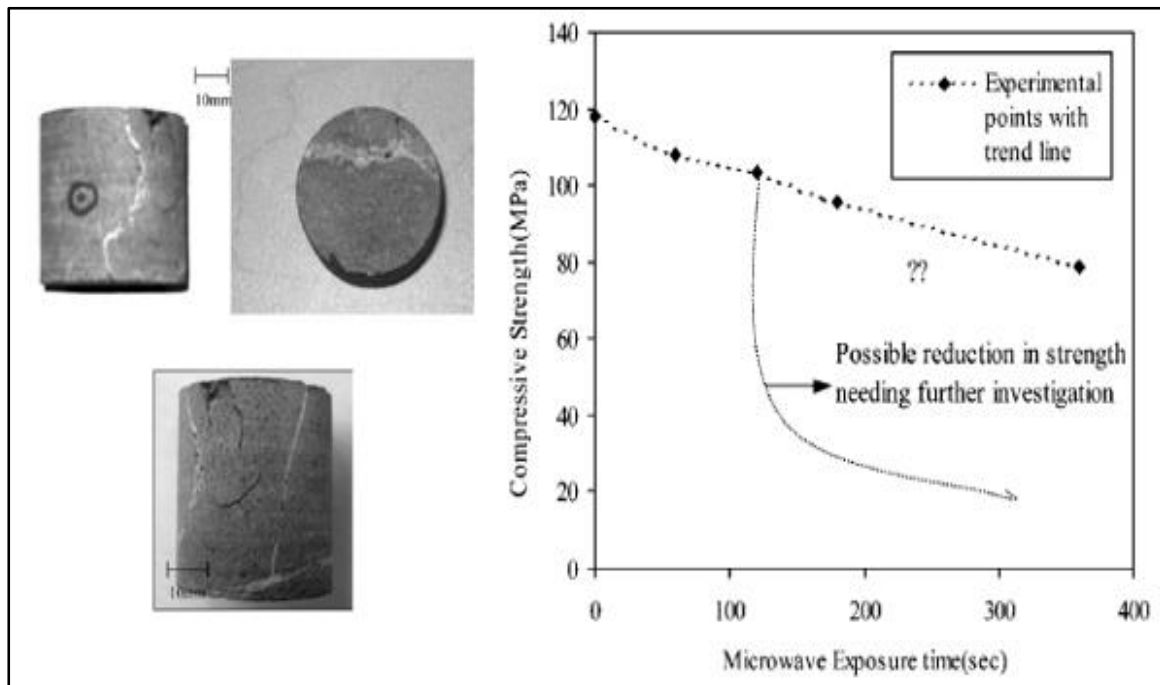 10mm
10mm
140
120
100
80
60
40
20
0
0
100
200
300
400
Compressive Strength(MPa)
Microwave Exposure time(sec)
Experimental
points with
trend line
??
Possible reduction in strength
needing further investigation